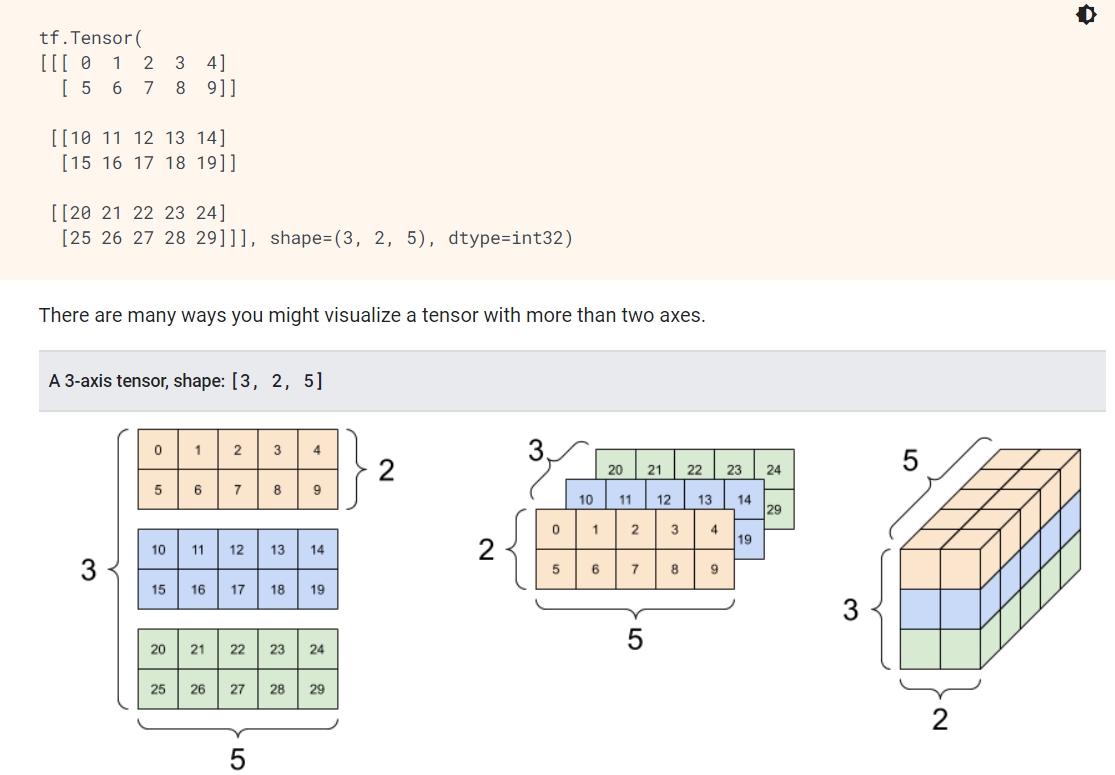 tf.Tensor(
[[[ 0 1 2 3 4]
[ 5 6 7 8 9]]
[[10 11 12 13 14]
[15 16 17 18 19]]
[[20 21 22 23 24]
[25 26 27 28 29]]], shape=(3, 2, 5), dtype=int32)
There are many ways you might visualize a tensor with more than two axes.
A 3-axis tensor, shape: [3, 2, 5]
0 1 2 3 4
5 6 7 8 9
2
10 11 12 13 14
15 16 17 18 19
3
20 21 22 23 24
25 26 27 28 29
5
3
20 21 22 23 24
10 11 12 13 14
29
0 1 2 3 4
19
2
5 6 7 8 9
5
5
3
2